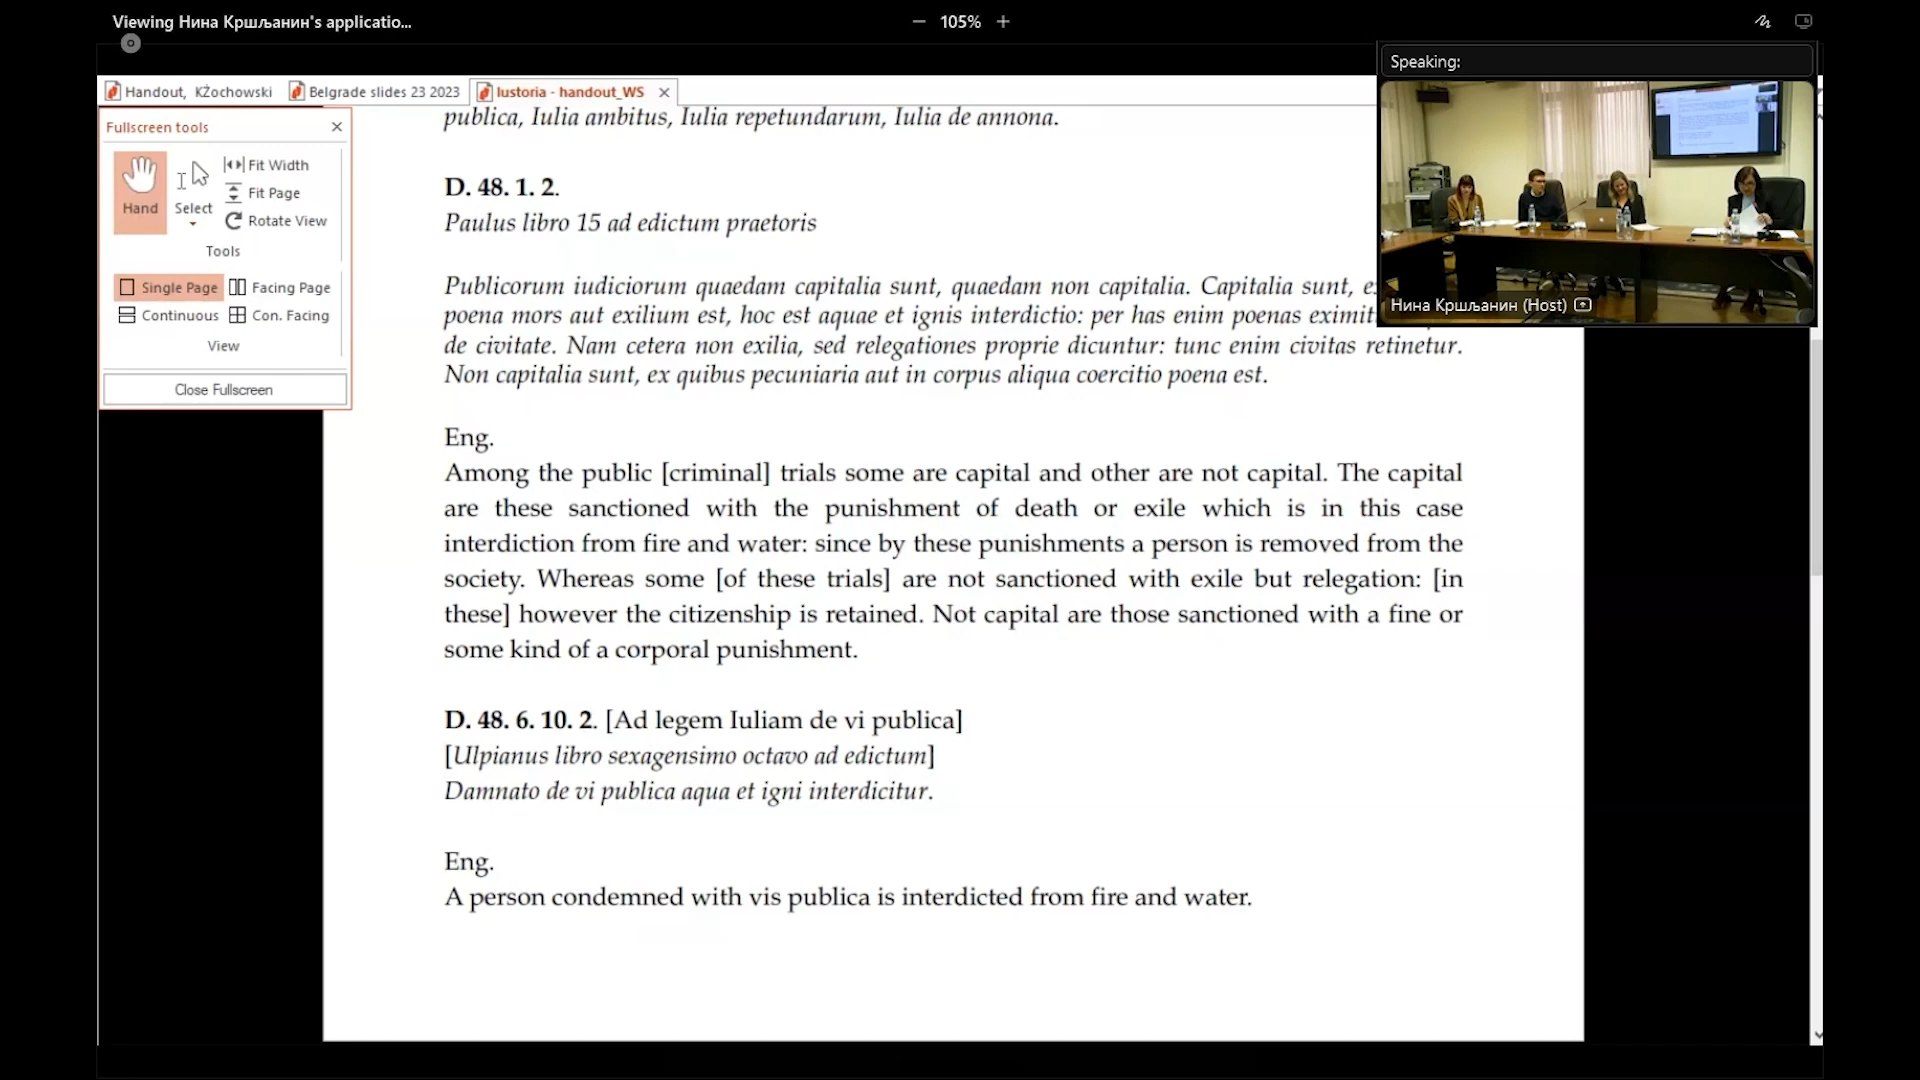 Viewing Нина Кршљанин's applicatio...
105%
Speaking:
Handout, KŻochowski
Belgrade slides 23 2023
Iustoria - handout_WS
Fullscreen tools
Hand
Select
Fit Width
Fit Page
Rotate View
Tools
Single Page
Facing Page
Continuous
Con. Facing
View
Close Fullscreen
Нина Кршљанин (Host)
publica, Iulia ambitus, Iulia repetundarum, Iulia de annona.
D. 48. 1. 2.
Paulus libro 15 ad edictum praetoris
Publicorum iudiciorum quaedam capitalia sunt, quaedam non capitalia. Capitalia sunt,
poena mors aut exilium est, hoc est aquae et ignis interdictio: per has enim poenas eximit
de civitate. Nam cetera non exilia, sed relegationes proprie dicuntur: tunc enim civitas retinetur.
Non capitalia sunt, ex quibus pecuniaria aut in corpus aliqua coercitio poena est.
Eng.
Among the public [criminal] trials some are capital and other are not capital. The capital
are these sanctioned with the punishment of death or exile which is in this case
interdiction from fire and water: since by these punishments a person is removed from the
society. Whereas some [of these trials] are not sanctioned with exile but relegation: [in
these] however the citizenship is retained. Not capital are those sanctioned with a fine or
some kind of a corporal punishment.
D. 48. 6. 10. 2. [Ad legem Iuliam de vi publica]
[Ulpianus libro sexagensimo octavo ad edictum]
Damnato de vi publica aqua et igni interdicitur.
Eng.
A person condemned with vis publica is interdicted from fire and water.